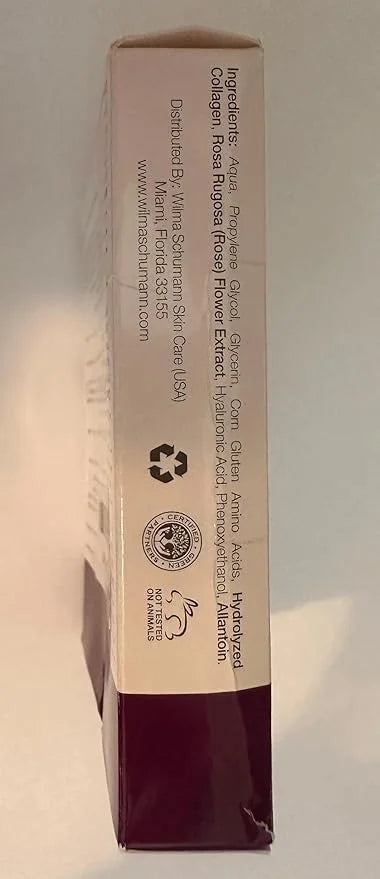 Ingredients: Aqua, Propylene Glycol, Glycerin, Corn Gluten Amino Acids, Hydrolyzed
Collagen, Rosa Rugosa (Rose) Flower Extract, Hyaluronic Acid, Phenoxyethanol, Allantoin.
Distributed By: Wilma Schumann Skin Care (USA)
Miami, Florida 33155
www.wilmaschumann.com
CERTIFIED • GREEN • PARTNERS •
NOT TESTED
ON ANIMALS